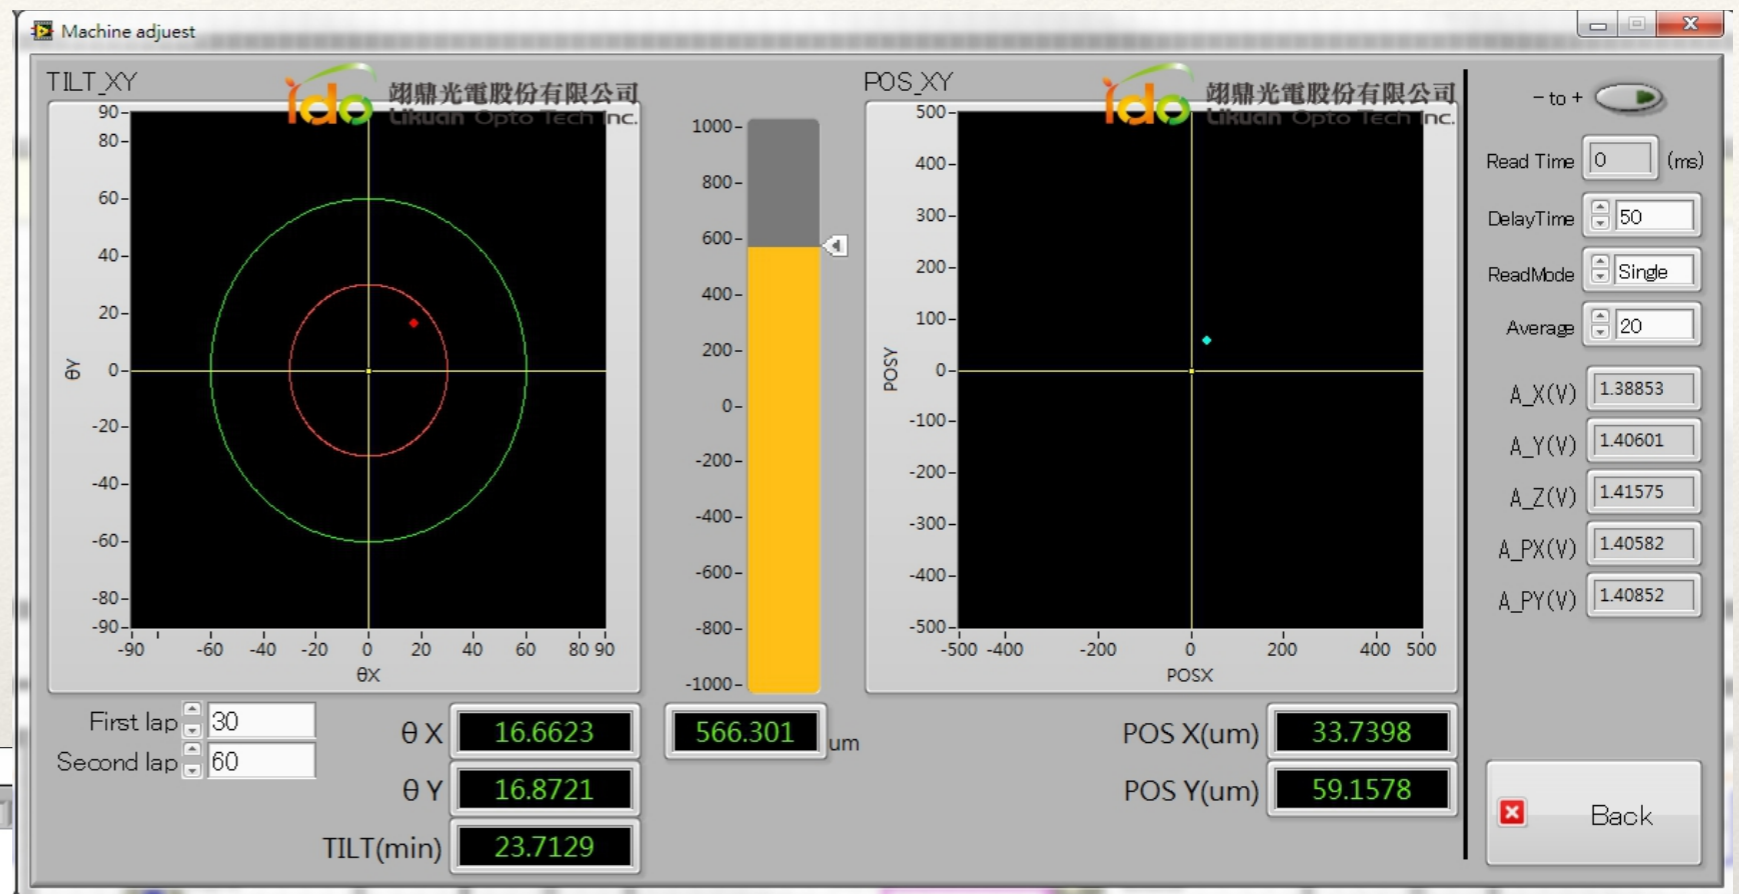 Machine adjuest
TILT_XY
ido 翊鼎光電股份有限公司
Likuan Opto Tech Inc.
90
80
60
40
20
0
-20
-40
-60
-80
-90
θY
-90 -60 -40 -20 0 20 40 60 80 90
θX
First lap 30
Second lap 60
θ X 16.6623
θ Y 16.8721
TILT(min) 23.7129
1000
800
600
400
200
0
-200
-400
-600
-800
-1000
566.301 um
POS_XY
ido 翊鼎光電股份有限公司
Likuan Opto Tech Inc.
500
400
300
200
100
0
-100
-200
-300
-400
-500
POSY
-500 -400 -200 0 200 400 500
POSX
POS X(um) 33.7398
POS Y(um) 59.1578
- to +
Read Time 0 (ms)
DelayTime 50
ReadMode Single
Average 20
A_X(V) 1.38853
A_Y(V) 1.40601
A_Z(V) 1.41575
A_PX(V) 1.40582
A_PY(V) 1.40852
Back